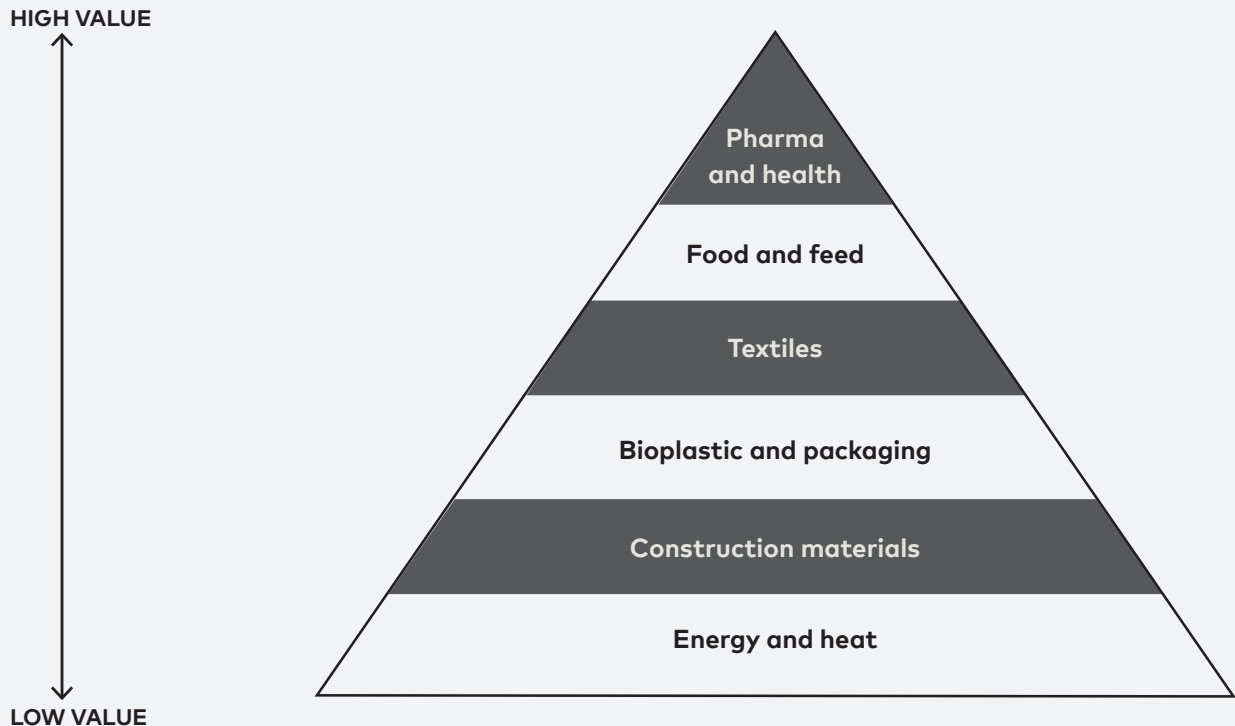 HIGH VALUE
Pharma
and health
Food and feed
Textiles
Bioplastic and packaging
Construction materials
Energy and heat
LOW VALUE